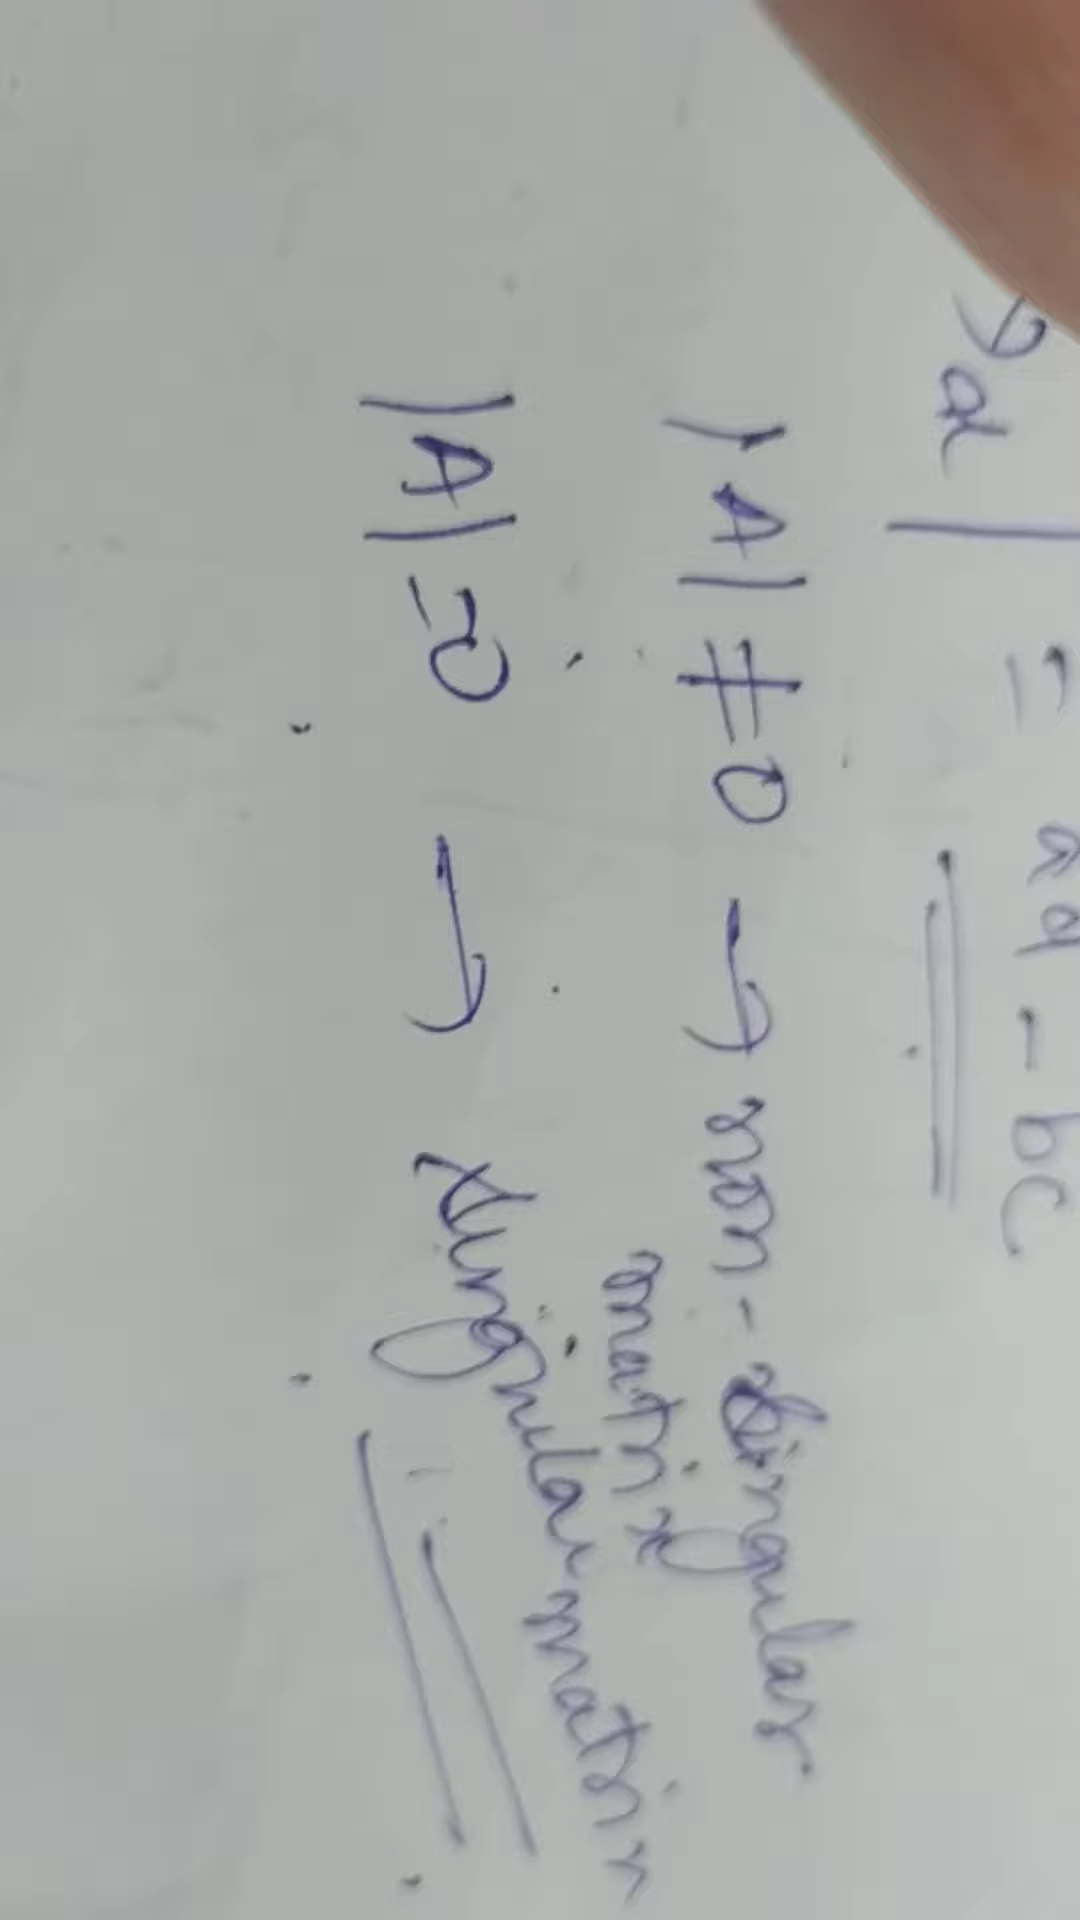 d | = ad - bc
|A| ≠ 0 → non - singular
matrix
|A| = 0 → singular matrix